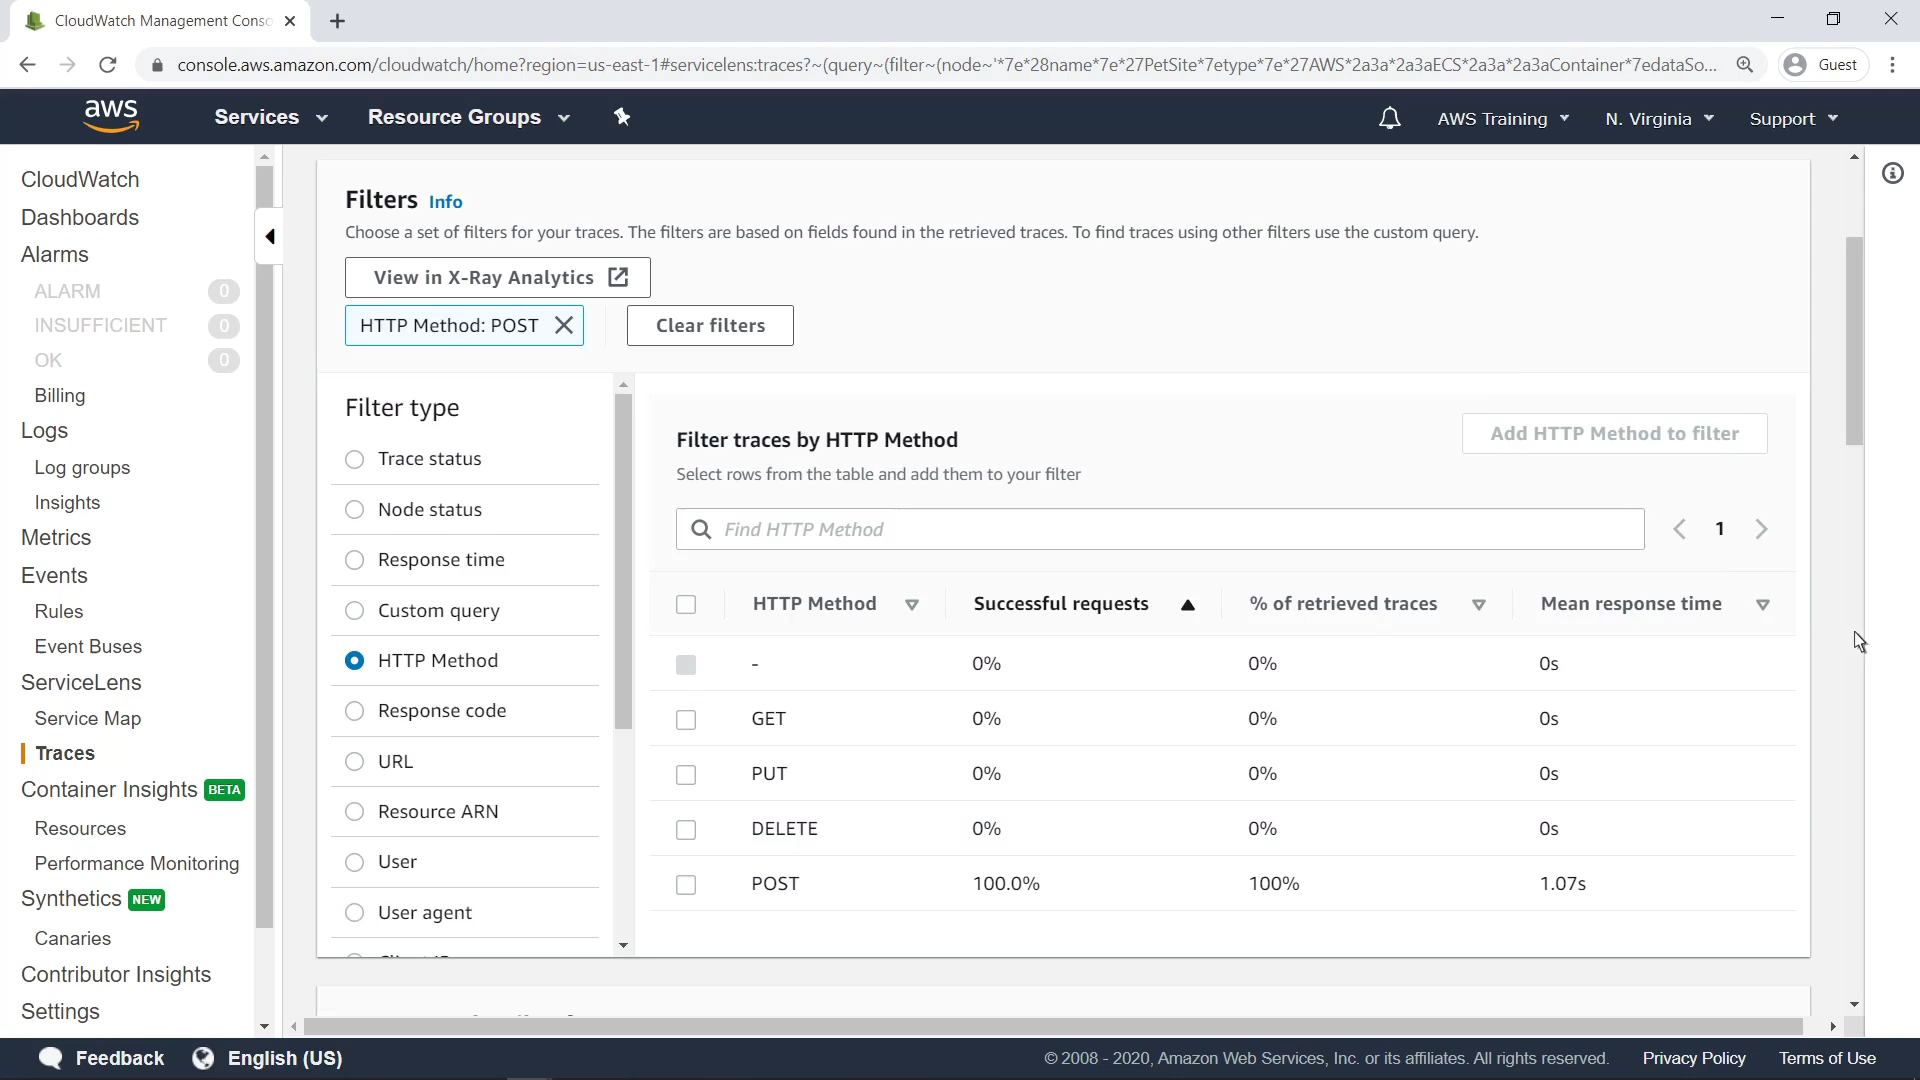 CloudWatch Management Conso
console.aws.amazon.com/cloudwatch/home?region=us-east-1#servicelens:traces?~(query~(filter~(node~'*7e*28name*7e*27PetSite*7etype*7e*27AWS*2a3a*2a3aECS*2a3a*2a3aContainer*7edataSo...
Guest
aws
Services
Resource Groups
AWS Training
N. Virginia
Support
CloudWatch
Dashboards
Alarms
ALARM 0
INSUFFICIENT 0
OK 0
Billing
Logs
Log groups
Insights
Metrics
Events
Rules
Event Buses
ServiceLens
Service Map
Traces
Container Insights BETA
Resources
Performance Monitoring
Synthetics NEW
Canaries
Contributor Insights
Settings
Filters Info
Choose a set of filters for your traces. The filters are based on fields found in the retrieved traces. To find traces using other filters use the custom query.
View in X-Ray Analytics
HTTP Method: POST
Clear filters
Filter type
Trace status
Node status
Response time
Custom query
HTTP Method
Response code
URL
Resource ARN
User
User agent
Filter traces by HTTP Method
Add HTTP Method to filter
Select rows from the table and add them to your filter
Find HTTP Method
1
HTTP Method Successful requests % of retrieved traces Mean response time
- 0% 0% 0s
GET 0% 0% 0s
PUT 0% 0% 0s
DELETE 0% 0% 0s
POST 100.0% 100% 1.07s
Feedback
English (US)
© 2008 - 2020, Amazon Web Services, Inc. or its affiliates. All rights reserved.
Privacy Policy
Terms of Use